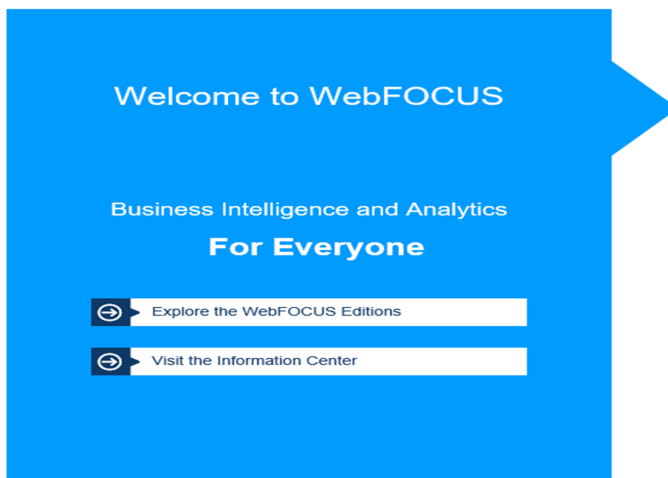 Welcome to WebFOCUS
Business Intelligence and Analytics
For Everyone
Explore the WebFOCUS Editions
Visit the Information Center